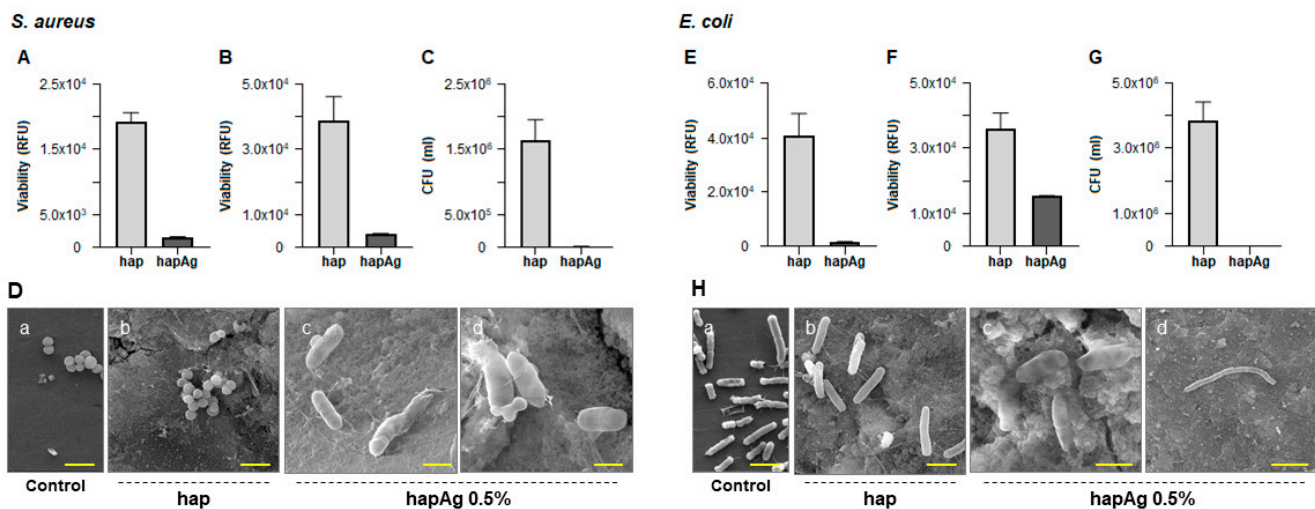 S. aureus
A
Viability (RFU)
2.5x10⁴
1.5x10⁴
5.0x10³
0
hap hapAg
B
Viability (RFU)
5.0x10⁴
3.0x10⁴
1.0x10⁴
0
hap hapAg
C
CFU (ml)
2.5x10⁶
1.5x10⁶
5.0x10⁵
0
hap hapAg
D
a
b
c
d
Control
hap
hapAg 0.5%
E. coli
E
Viability (RFU)
6.0x10⁴
4.0x10⁴
2.0x10⁴
0
hap hapAg
F
Viability (RFU)
5.0x10⁴
3.0x10⁴
1.0x10⁴
0
hap hapAg
G
CFU (ml)
5.0x10⁶
3.0x10⁶
1.0x10⁶
0
hap hapAg
H
a
b
c
d
Control
hap
hapAg 0.5%